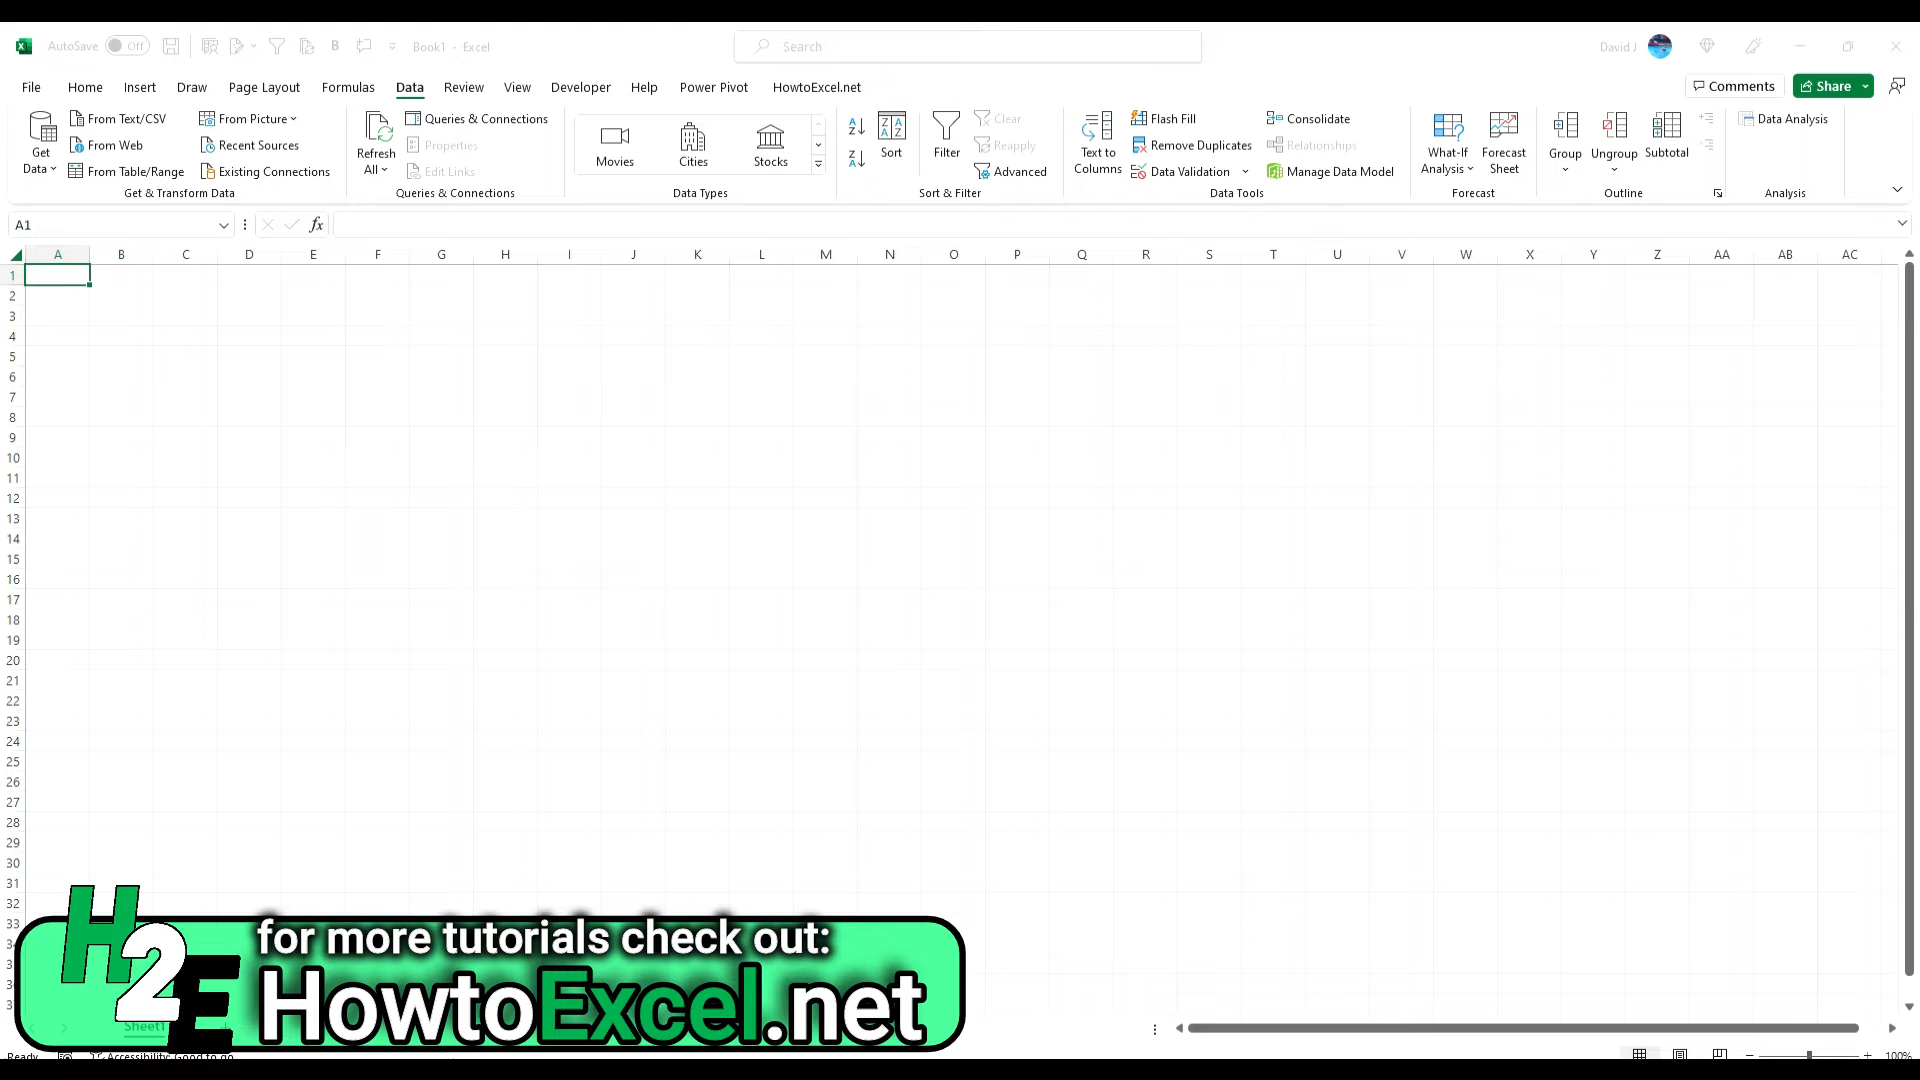 AutoSave Off B Book1 - Excel Search David J
File Home Insert Draw Page Layout Formulas Data Review View Developer Help Power Pivot HowtoExcel.net Comments Share
Get Data
From Text/CSV
From Web
From Table/Range
From Picture
Recent Sources
Existing Connections
Get & Transform Data
Refresh All
Queries & Connections
Properties
Edit Links
Queries & Connections
Movies Cities Stocks
Data Types
Sort
Filter
Clear
Reapply
Advanced
Sort & Filter
Text to Columns
Flash Fill
Remove Duplicates
Data Validation
Consolidate
Relationships
Manage Data Model
Data Tools
What-If Analysis
Forecast Sheet
Forecast
Group
Ungroup
Subtotal
Outline
Data Analysis
Analysis
A1 fx
A B C D E F G H I J K L M N O P Q R S T U V W X Y Z AA AB AC
1
2
3
4
5
6
7
8
9
10
11
12
13
14
15
16
17
18
19
20
21
22
23
24
25
26
27
28
29
30
31
32
33
H2E
for more tutorials check out:
HowtoExcel.net
Sheet1
Ready Accessibility: Good to go 100%